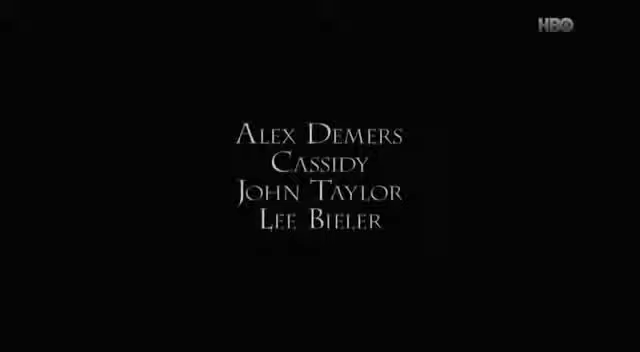 HBO
ALEX DEMERS
CASSIDY
JOHN TAYLOR
LEE BIELER